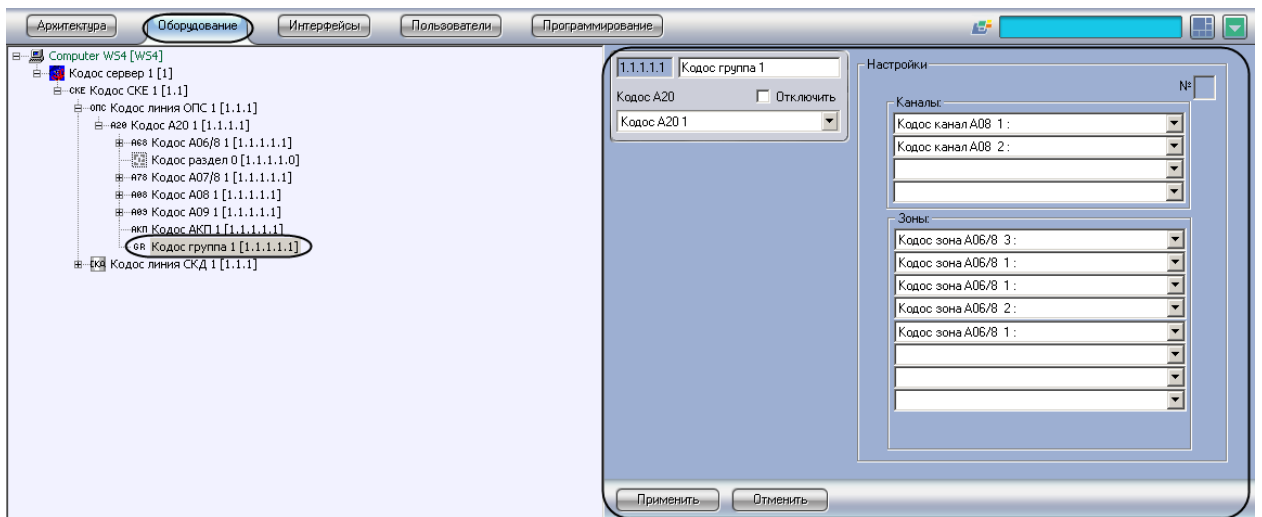 Архитектура Оборудование Интерфейсы Пользователи Программирование
Computer WS4 [WS4]
Кодос сервер 1 [1]
СКЕ Кодос СКЕ 1 [1.1]
ОПС Кодос линия ОПС 1 [1.1.1]
A20 Кодос А20 1 [1.1.1.1]
A68 Кодос А06/8 1 [1.1.1.1.1]
Кодос раздел 0 [1.1.1.1.0]
A78 Кодос А07/8 1 [1.1.1.1.1]
A08 Кодос А08 1 [1.1.1.1.1]
A09 Кодос А09 1 [1.1.1.1.1]
АКП Кодос АКП 1 [1.1.1.1.1]
GR Кодос группа 1 [1.1.1.1.1]
СКД Кодос линия СКД 1 [1.1.1]
1.1.1.1.1 Кодос группа 1
Кодос А20 Отключить
Кодос А20 1
Настройки
№
Каналы:
Кодос канал А08 1 :
Кодос канал А08 2 :
Зоны:
Кодос зона А06/8 3 :
Кодос зона А06/8 1 :
Кодос зона А06/8 1 :
Кодос зона А06/8 2 :
Кодос зона А06/8 1 :
Применить Отменить